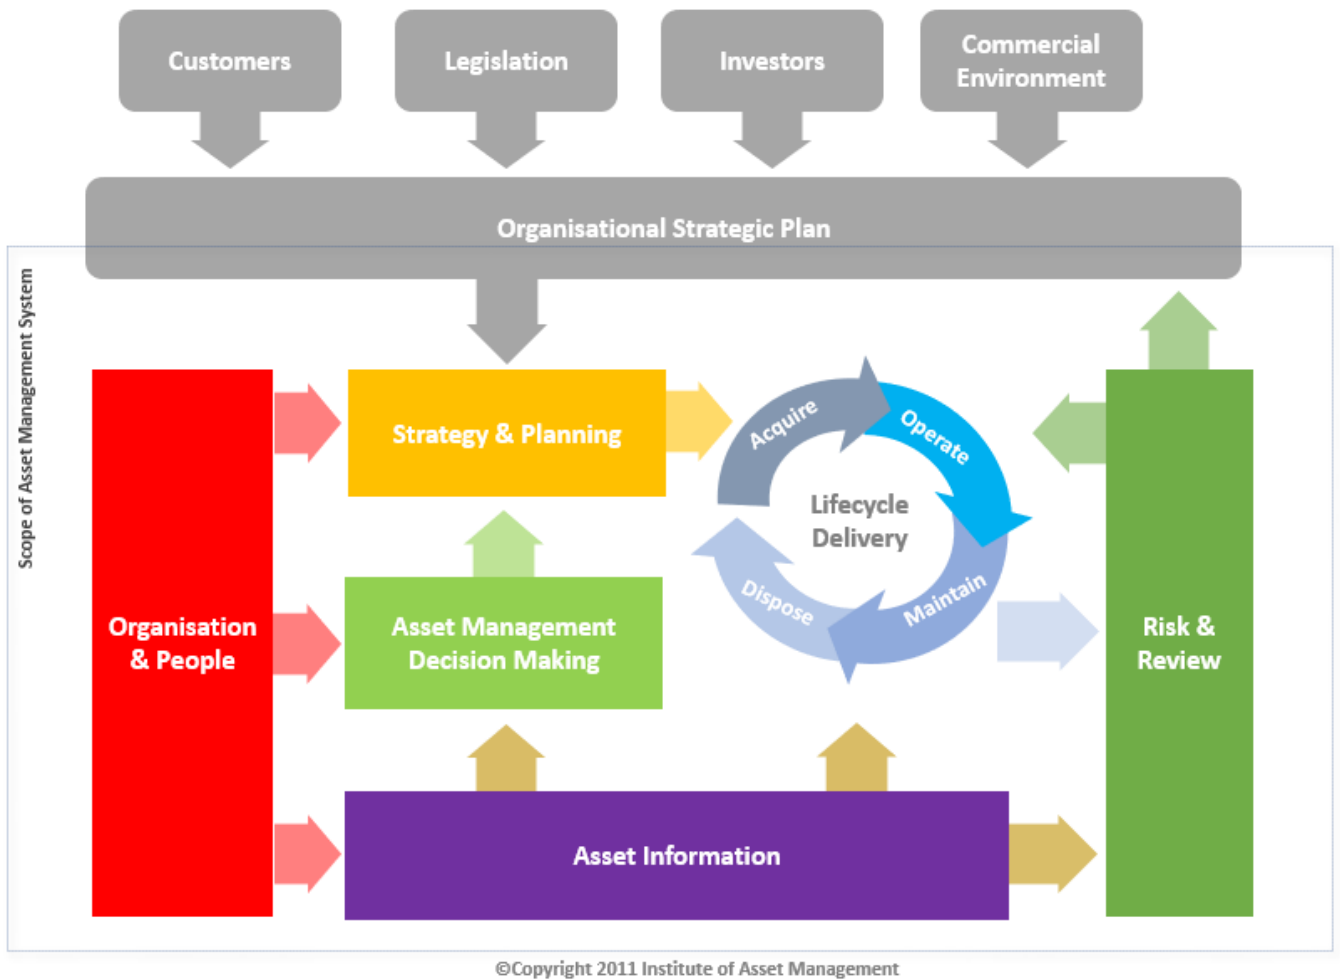 Customers
Legislation
Investors
Commercial
Environment
Organisational Strategic Plan
Scope of Asset Management System
Strategy & Planning
Acquire
Operate
Lifecycle
Delivery
Dispose
Maintain
Organisation
& People
Asset Management
Decision Making
Risk &
Review
Asset Information
©Copyright 2011 Institute of Asset Management